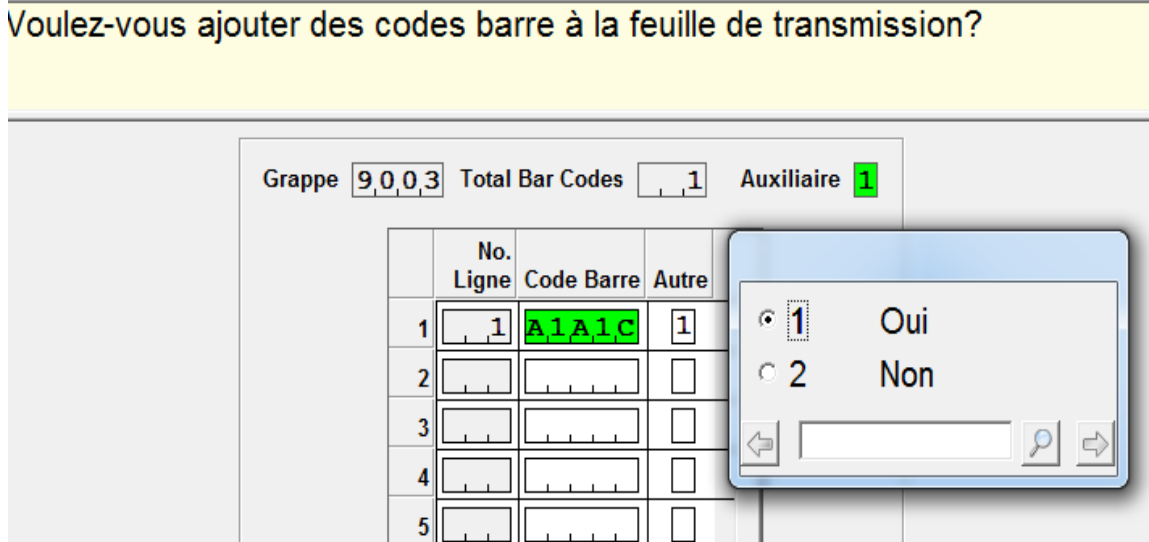 Voulez-vous ajouter des codes barre à la feuille de transmission?
Grappe 9003 Total Bar Codes 1 Auxiliaire 1
No. Ligne Code Barre Autre
1 1 A1A1C 1
2
3
4
5
1 Oui
2 Non